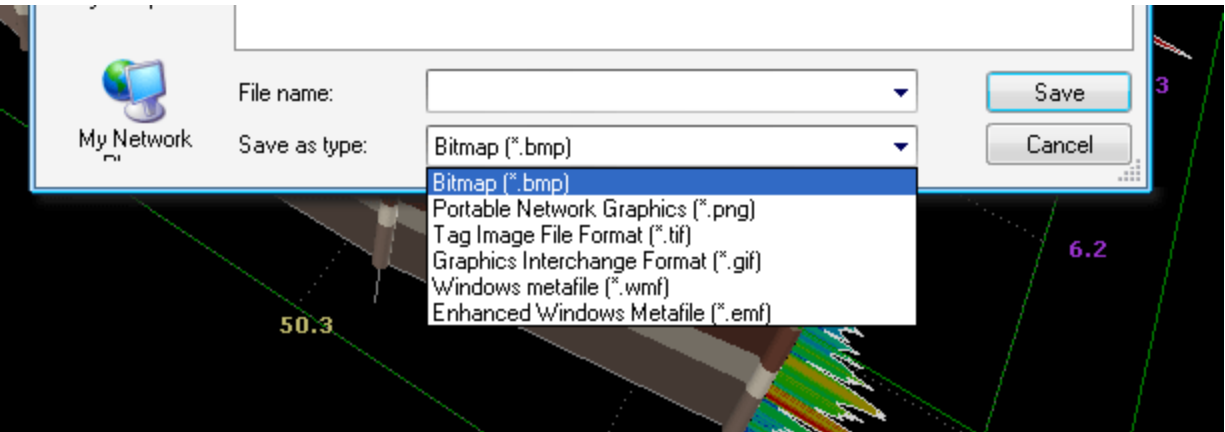 File name:
Save
3
My Network
Save as type:
Bitmap (*.bmp)
Cancel
Bitmap (*.bmp)
Portable Network Graphics (*.png)
Tag Image File Format (*.tif)
Graphics Interchange Format (*.gif)
Windows metafile (*.wmf)
Enhanced Windows Metafile (*.emf)
6.2
50.3